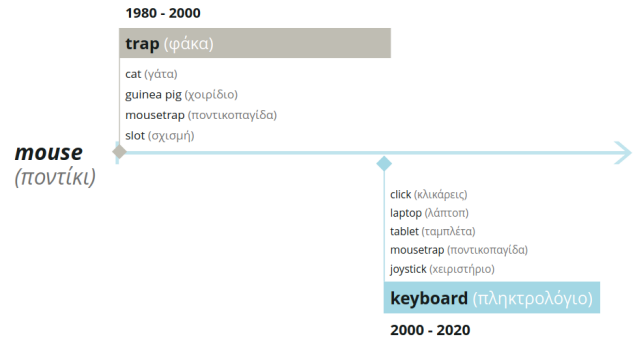 1980 - 2000
trap (φάκα)
cat (γάτα)
guinea pig (χοιρίδιο)
mousetrap (ποντικοπαγίδα)
slot (σχισμή)
mouse
(ποντίκι)
click (κλικάρεις)
laptop (λάπτοπ)
tablet (ταμπλέτα)
mousetrap (ποντικοπαγίδα)
joystick (χειριστήριο)
keyboard (πληκτρολόγιο)
2000 - 2020